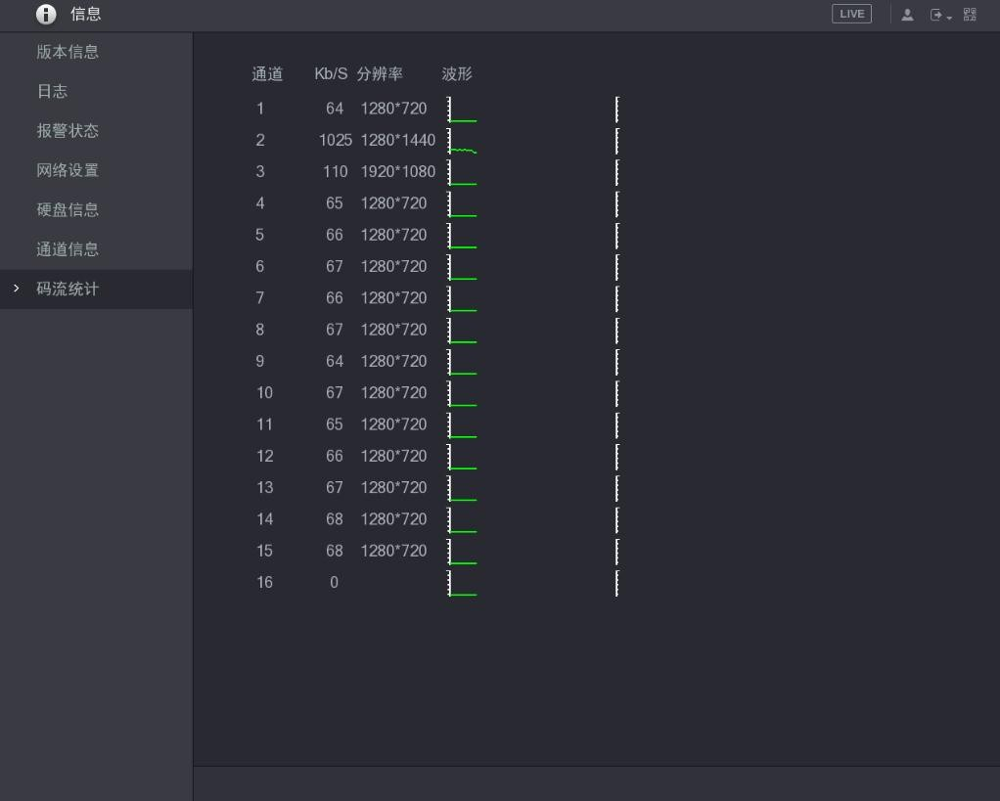 信息
LIVE
版本信息
日志
报警状态
网络设置
硬盘信息
通道信息
码流统计
通道 Kb/S 分辨率 波形
1 64 1280*720
2 1025 1280*1440
3 110 1920*1080
4 65 1280*720
5 66 1280*720
6 67 1280*720
7 66 1280*720
8 67 1280*720
9 64 1280*720
10 67 1280*720
11 65 1280*720
12 66 1280*720
13 67 1280*720
14 68 1280*720
15 68 1280*720
16 0